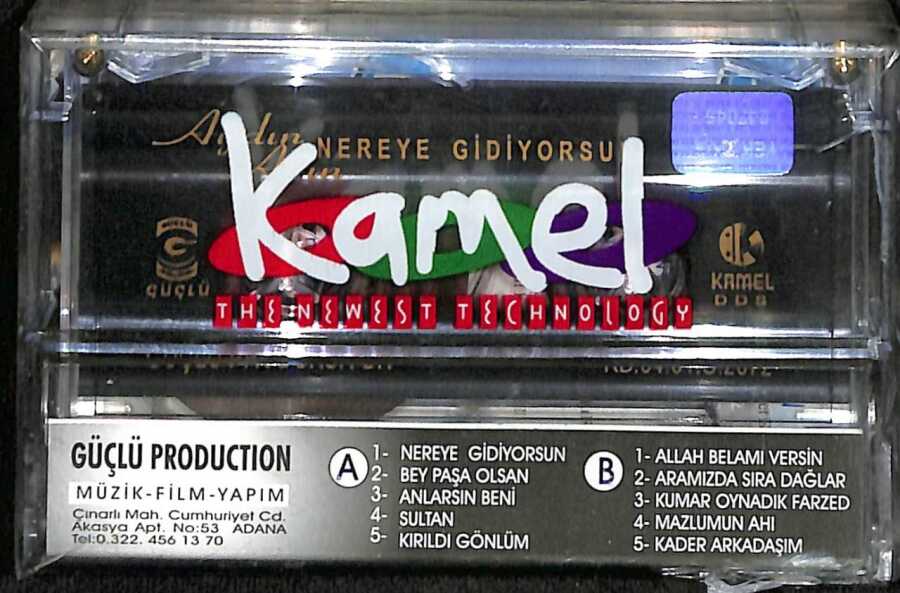 Aydın
NEREYE GİDİYORSU
Kamel
THE NEWEST TECHNOLOGY
GÜÇLÜ
KAMEL
DDS
GÜÇLÜ PRODUCTION
MÜZİK-FİLM-YAPIM
Çınarlı Mah. Cumhuriyet Cd.
Akasya Apt. No:53 ADANA
Tel:0.322. 456 13 70
A
1- NEREYE GİDİYORSUN
2- BEY PAŞA OLSAN
3- ANLARSIN BENİ
4- SULTAN
5- KIRILDI GÖNLÜM
B
1- ALLAH BELAMI VERSİN
2- ARAMIZDA SIRA DAĞLAR
3- KUMAR OYNADIK FARZED
4- MAZLUMUN AHI
5- KADER ARKADAŞIM